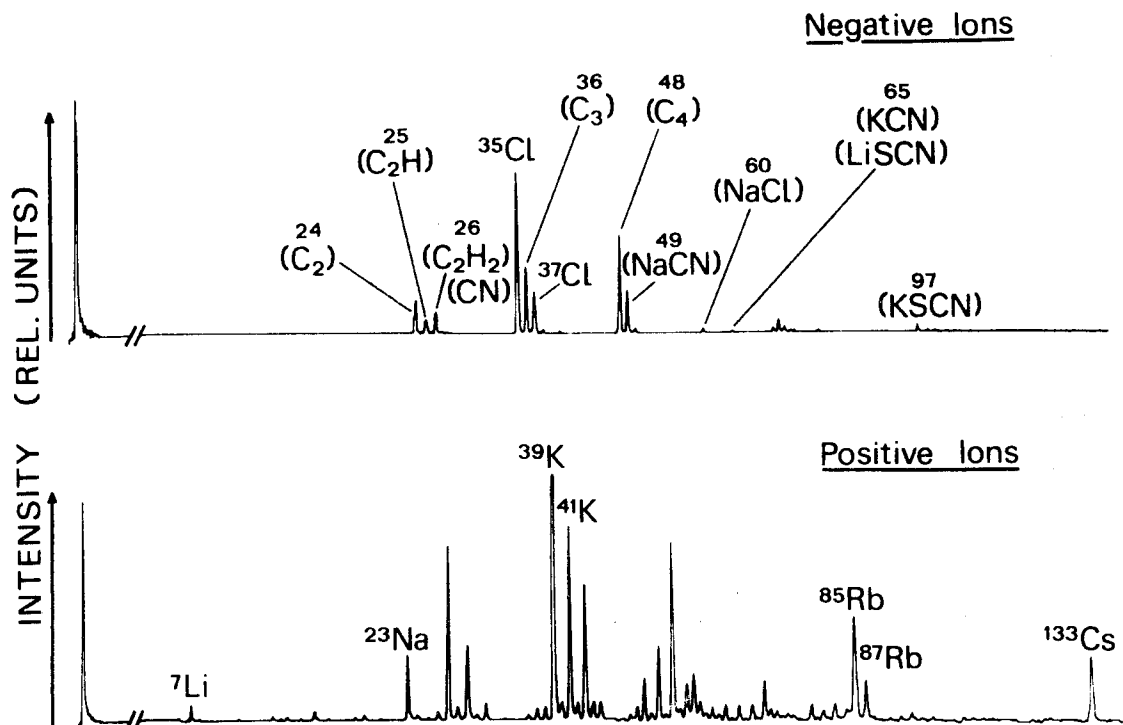 Negative Ions
24
(C₂)
25
(C₂H)
26
(C₂H₂)
(CN)
³⁵Cl
36
(C₃)
³⁷Cl
48
(C₄)
49
(NaCN)
60
(NaCl)
65
(KCN)
(LiSCN)
97
(KSCN)
INTENSITY (REL. UNITS)
Positive Ions
⁷Li
²³Na
³⁹K
⁴¹K
⁸⁵Rb
⁸⁷Rb
¹³³Cs